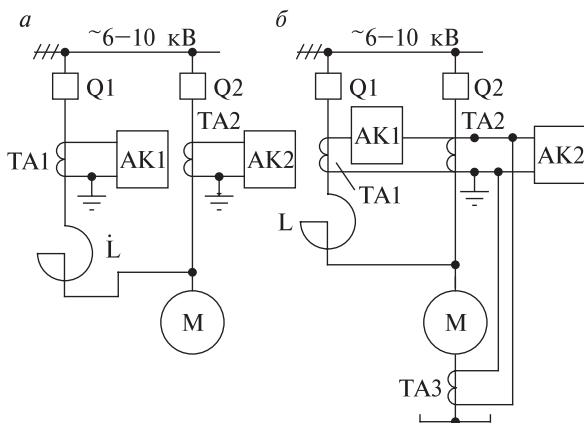 а
~6–10 кВ
Q1
Q2
TA1
AK1
TA2
AK2
L̇
M
б
~6–10 кВ
Q1
Q2
AK1
TA2
AK2
TA1
L
M
TA3